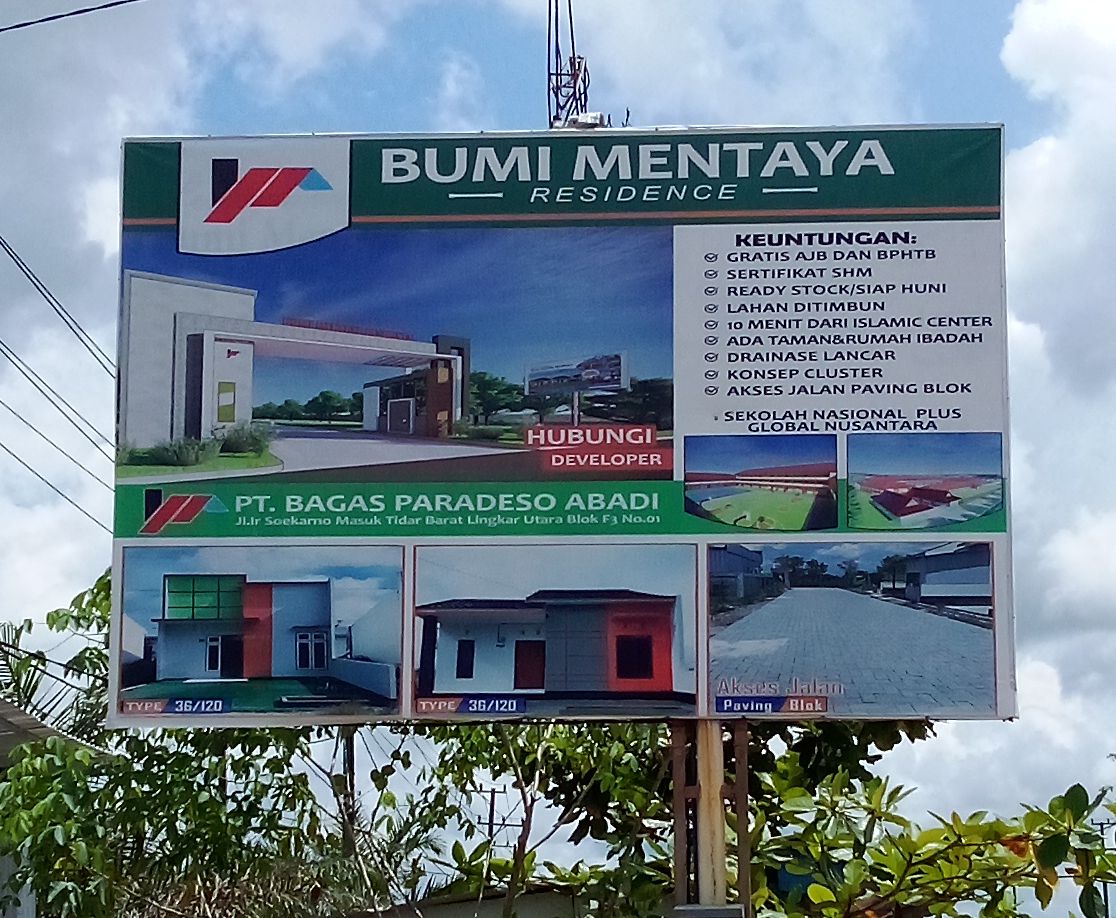 BUMI MENTAYA
RESIDENCE
KEUNTUNGAN:
GRATIS AJB DAN BPHTB
SERTIFIKAT SHM
READY STOCK/SIAP HUNI
LAHAN DITIMBUN
10 MENIT DARI ISLAMIC CENTER
ADA TAMAN&RUMAH IBADAH
DRAINASE LANCAR
KONSEP CLUSTER
AKSES JALAN PAVING BLOK
SEKOLAH NASIONAL PLUS
GLOBAL NUSANTARA
HUBUNGI
DEVELOPER
PT. BAGAS PARADESO ABADI
Jl.Ir Soekarno Masuk Tidar Barat Lingkar Utara Blok F3 No.01
TYPE 36/120
TYPE 36/120
Akses Jalan
Paving Blok